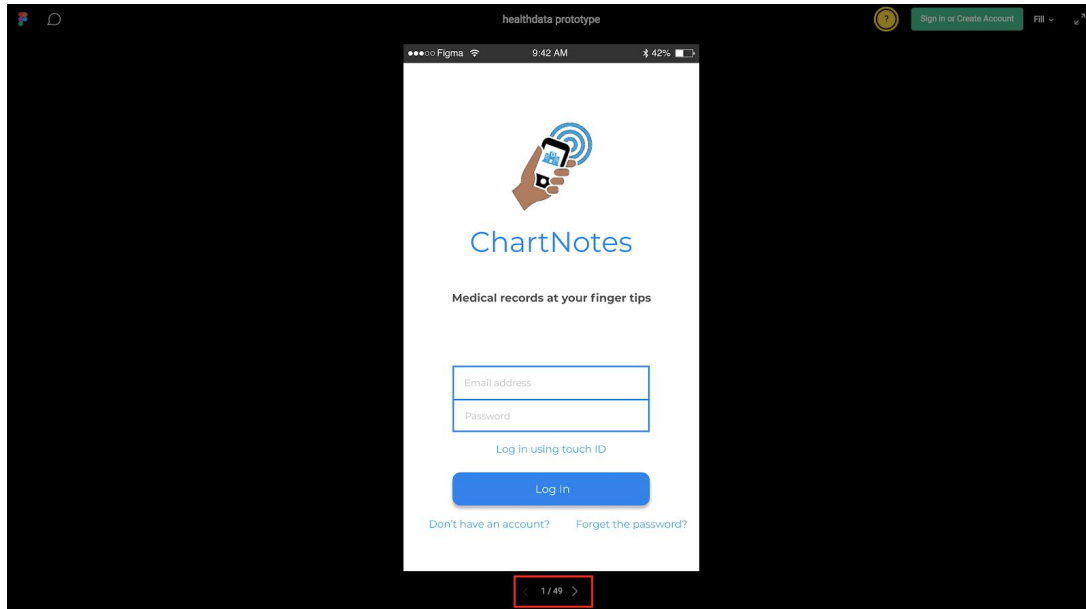 healthdata prototype
?
Sign in or Create Account
Fill
Figma
9:42 AM
42%
ChartNotes
Medical records at your finger tips
Email address
Password
Log in using touch ID
Log In
Don't have an account?
Forget the password?
1 / 49